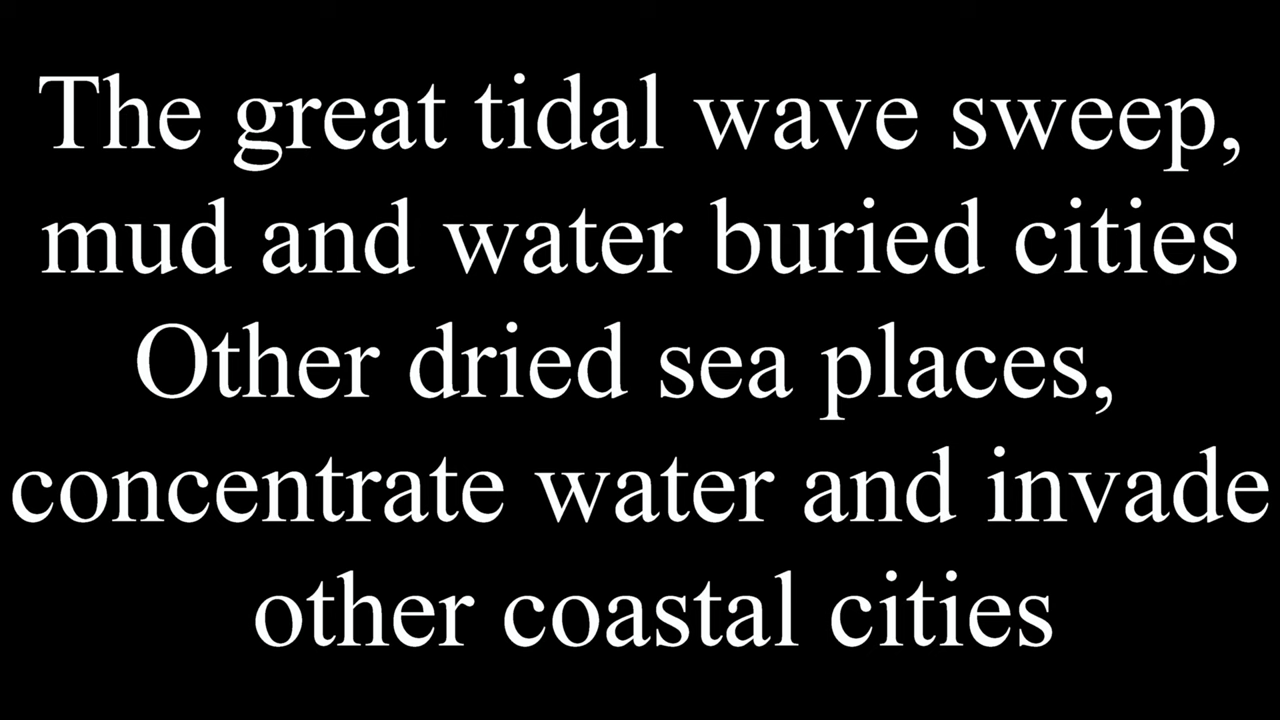 The great tidal wave sweep,
mud and water buried cities
Other dried sea places,
concentrate water and invade
other coastal cities